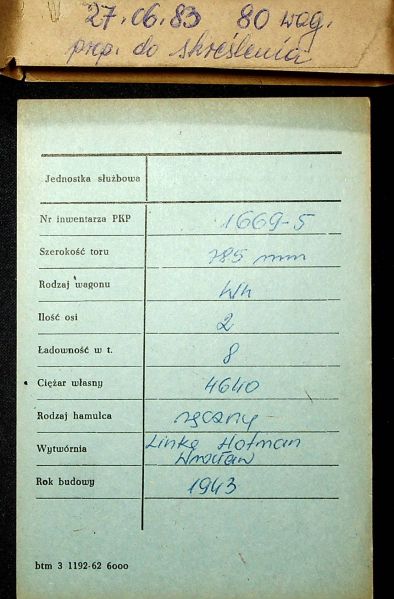 27.06.83 80 wag.
prop. do skreślenia
Jednostka służbowa
Nr inwentarza PKP 1669-5
Szerokość toru 785 mm
Rodzaj wagonu Wh
Ilość osi 2
Ładowność w t. 8
Ciężar własny 4640
Rodzaj hamulca ręczny
Wytwórnia Linke Hofman
Wrocław
Rok budowy 1943
btm 3 1192-62 6000